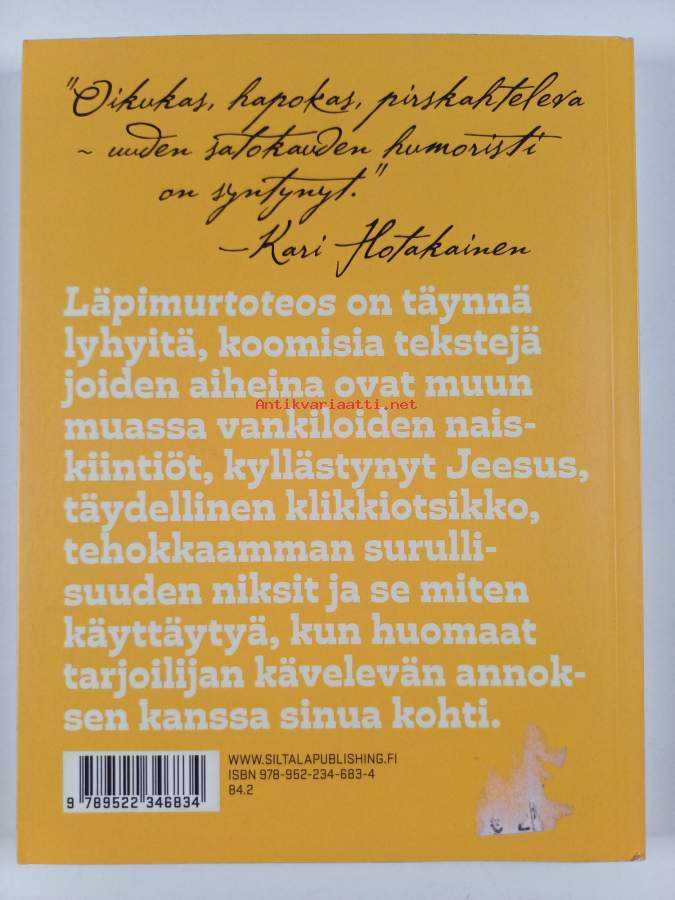 "Oikukas, hapokas, pirskahteleva
~ uuden satokauden humoristi
on syntynyt."
—Kari Hotakainen
Läpimurtoteos on täynnä
lyhyitä, koomisia tekstejä
joiden aiheina ovat muun
Antikvariaatti.net
muassa vankiloiden nais-
kiintiöt, kyllästynyt Jeesus,
täydellinen klikkiotsikko,
tehokkaamman surulli-
suuden niksit ja se miten
käyttäytyä, kun huomaat
tarjoilijan kävelevän annok-
sen kanssa sinua kohti.
WWW.SILTALAPUBLISHING.FI
ISBN 978-952-234-683-4
84.2
9 789522 346834